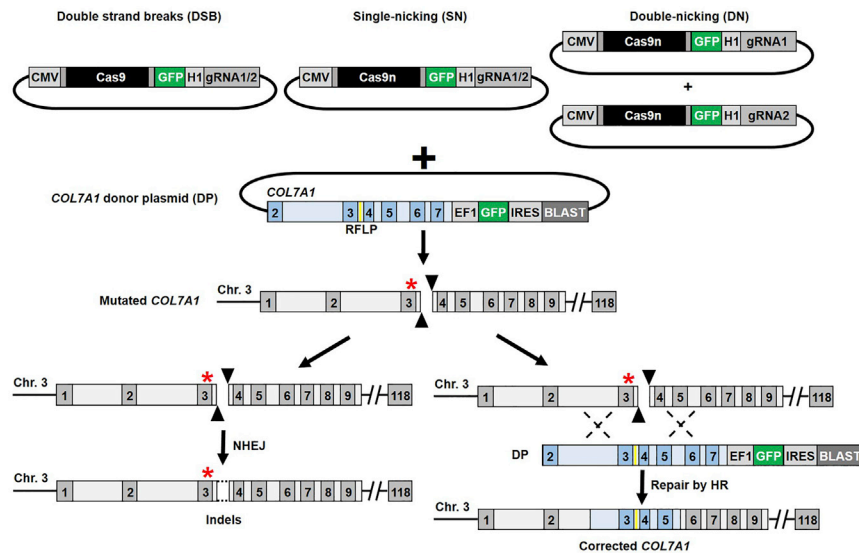 Double strand breaks (DSB)
Single-nicking (SN)
Double-nicking (DN)
CMV Cas9 GFP H1 gRNA1/2
CMV Cas9n GFP H1 gRNA1/2
CMV Cas9n GFP H1 gRNA1
+
CMV Cas9n GFP H1 gRNA2
+
COL7A1 donor plasmid (DP)
COL7A1
2 3 4 5 6 7 EF1 GFP IRES BLAST
RFLP
Mutated COL7A1
Chr. 3
*
1 2 3 4 5 6 7 8 9 118
Chr. 3
*
1 2 3 4 5 6 7 8 9 118
NHEJ
Chr. 3
*
1 2 3 4 5 6 7 8 9 118
Indels
Chr. 3
*
1 2 3 4 5 6 7 8 9 118
DP
2 3 4 5 6 7 EF1 GFP IRES BLAST
Repair by HR
Chr. 3
1 2 3 4 5 6 7 8 9 118
Corrected COL7A1